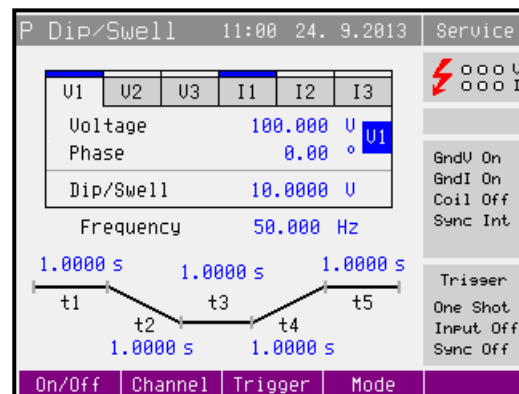 P Dip/Swell 11:00 24. 9.2013 Service
V1 V2 V3 I1 I2 I3
Voltage 100.000 V
Phase 0.00 °
V1
Dip/Swell 10.0000 V
Frequency 50.000 Hz
1.0000 s 1.0000 s 1.0000 s
t1 t3 t5
t2 t4
1.0000 s 1.0000 s
ooo V
ooo I
GndV On
GndI On
Coil Off
Sync Int
Trigger
One Shot
Input Off
Sync Off
On/Off Channel Trigger Mode